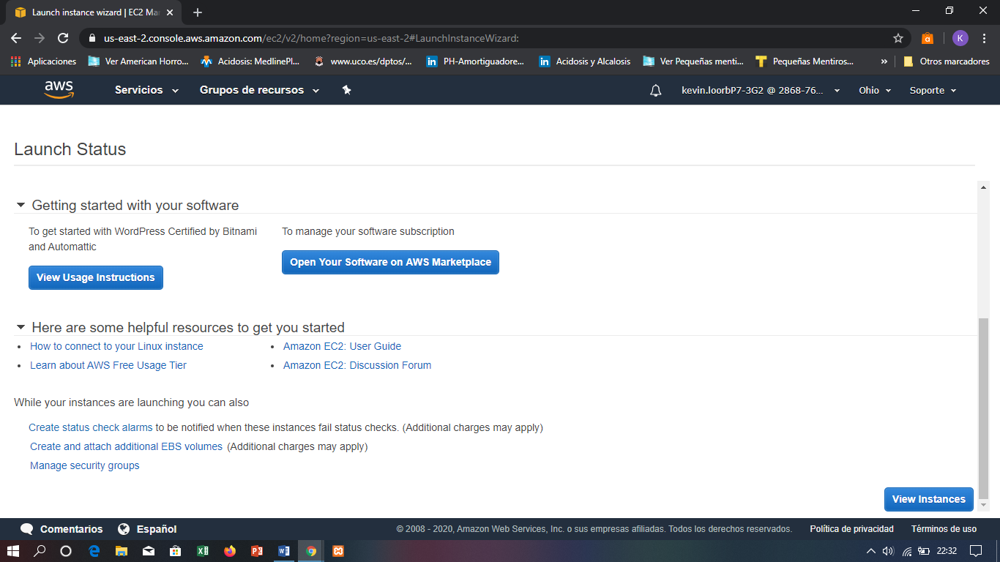 Launch instance wizard | EC2 Ma
us-east-2.console.aws.amazon.com/ec2/v2/home?region=us-east-2#LaunchInstanceWizard:
K
Aplicaciones
Ver American Horro...
Acidosis: MedlinePl...
www.uco.es/dptos/...
PH-Amortiguadore...
Acidosis y Alcalosis
Ver Pequeñas menti...
Pequeñas Mentiros...
»
Otros marcadores
aws
Servicios
Grupos de recursos
kevin.loorbP7-3G2 @ 2868-76...
Ohio
Soporte
Launch Status
Getting started with your software
To get started with WordPress Certified by Bitnami
and Automattic
View Usage Instructions
To manage your software subscription
Open Your Software on AWS Marketplace
Here are some helpful resources to get you started
• How to connect to your Linux instance
• Learn about AWS Free Usage Tier
• Amazon EC2: User Guide
• Amazon EC2: Discussion Forum
While your instances are launching you can also
Create status check alarms to be notified when these instances fail status checks. (Additional charges may apply)
Create and attach additional EBS volumes (Additional charges may apply)
Manage security groups
View Instances
Comentarios
Español
© 2008 - 2020, Amazon Web Services, Inc. o sus empresas afiliadas. Todos los derechos reservados.
Política de privacidad
Términos de uso
22:32